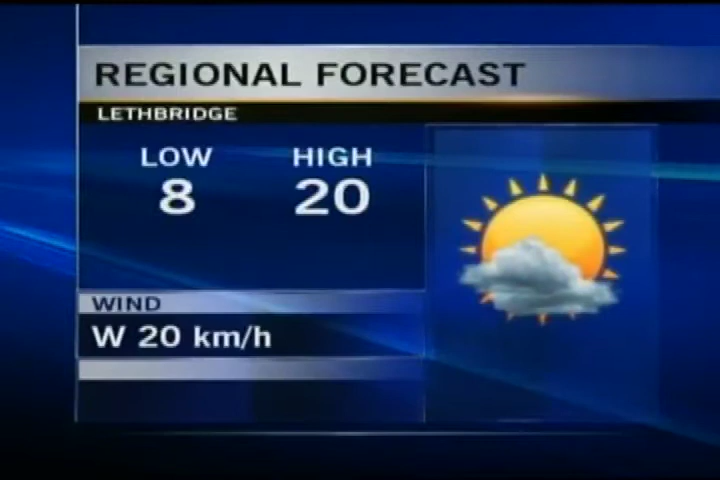 REGIONAL FORECAST
LETHBRIDGE
LOW HIGH
8 20
WIND
W 20 km/h